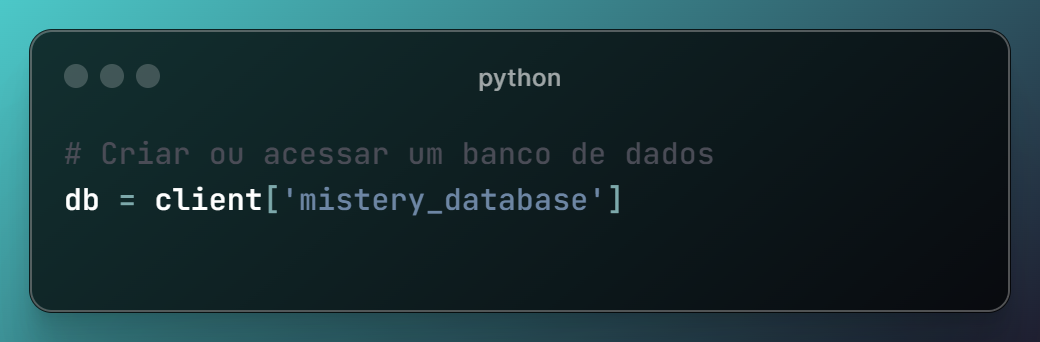 python
# Criar ou acessar um banco de dados
db = client['mistery_database']